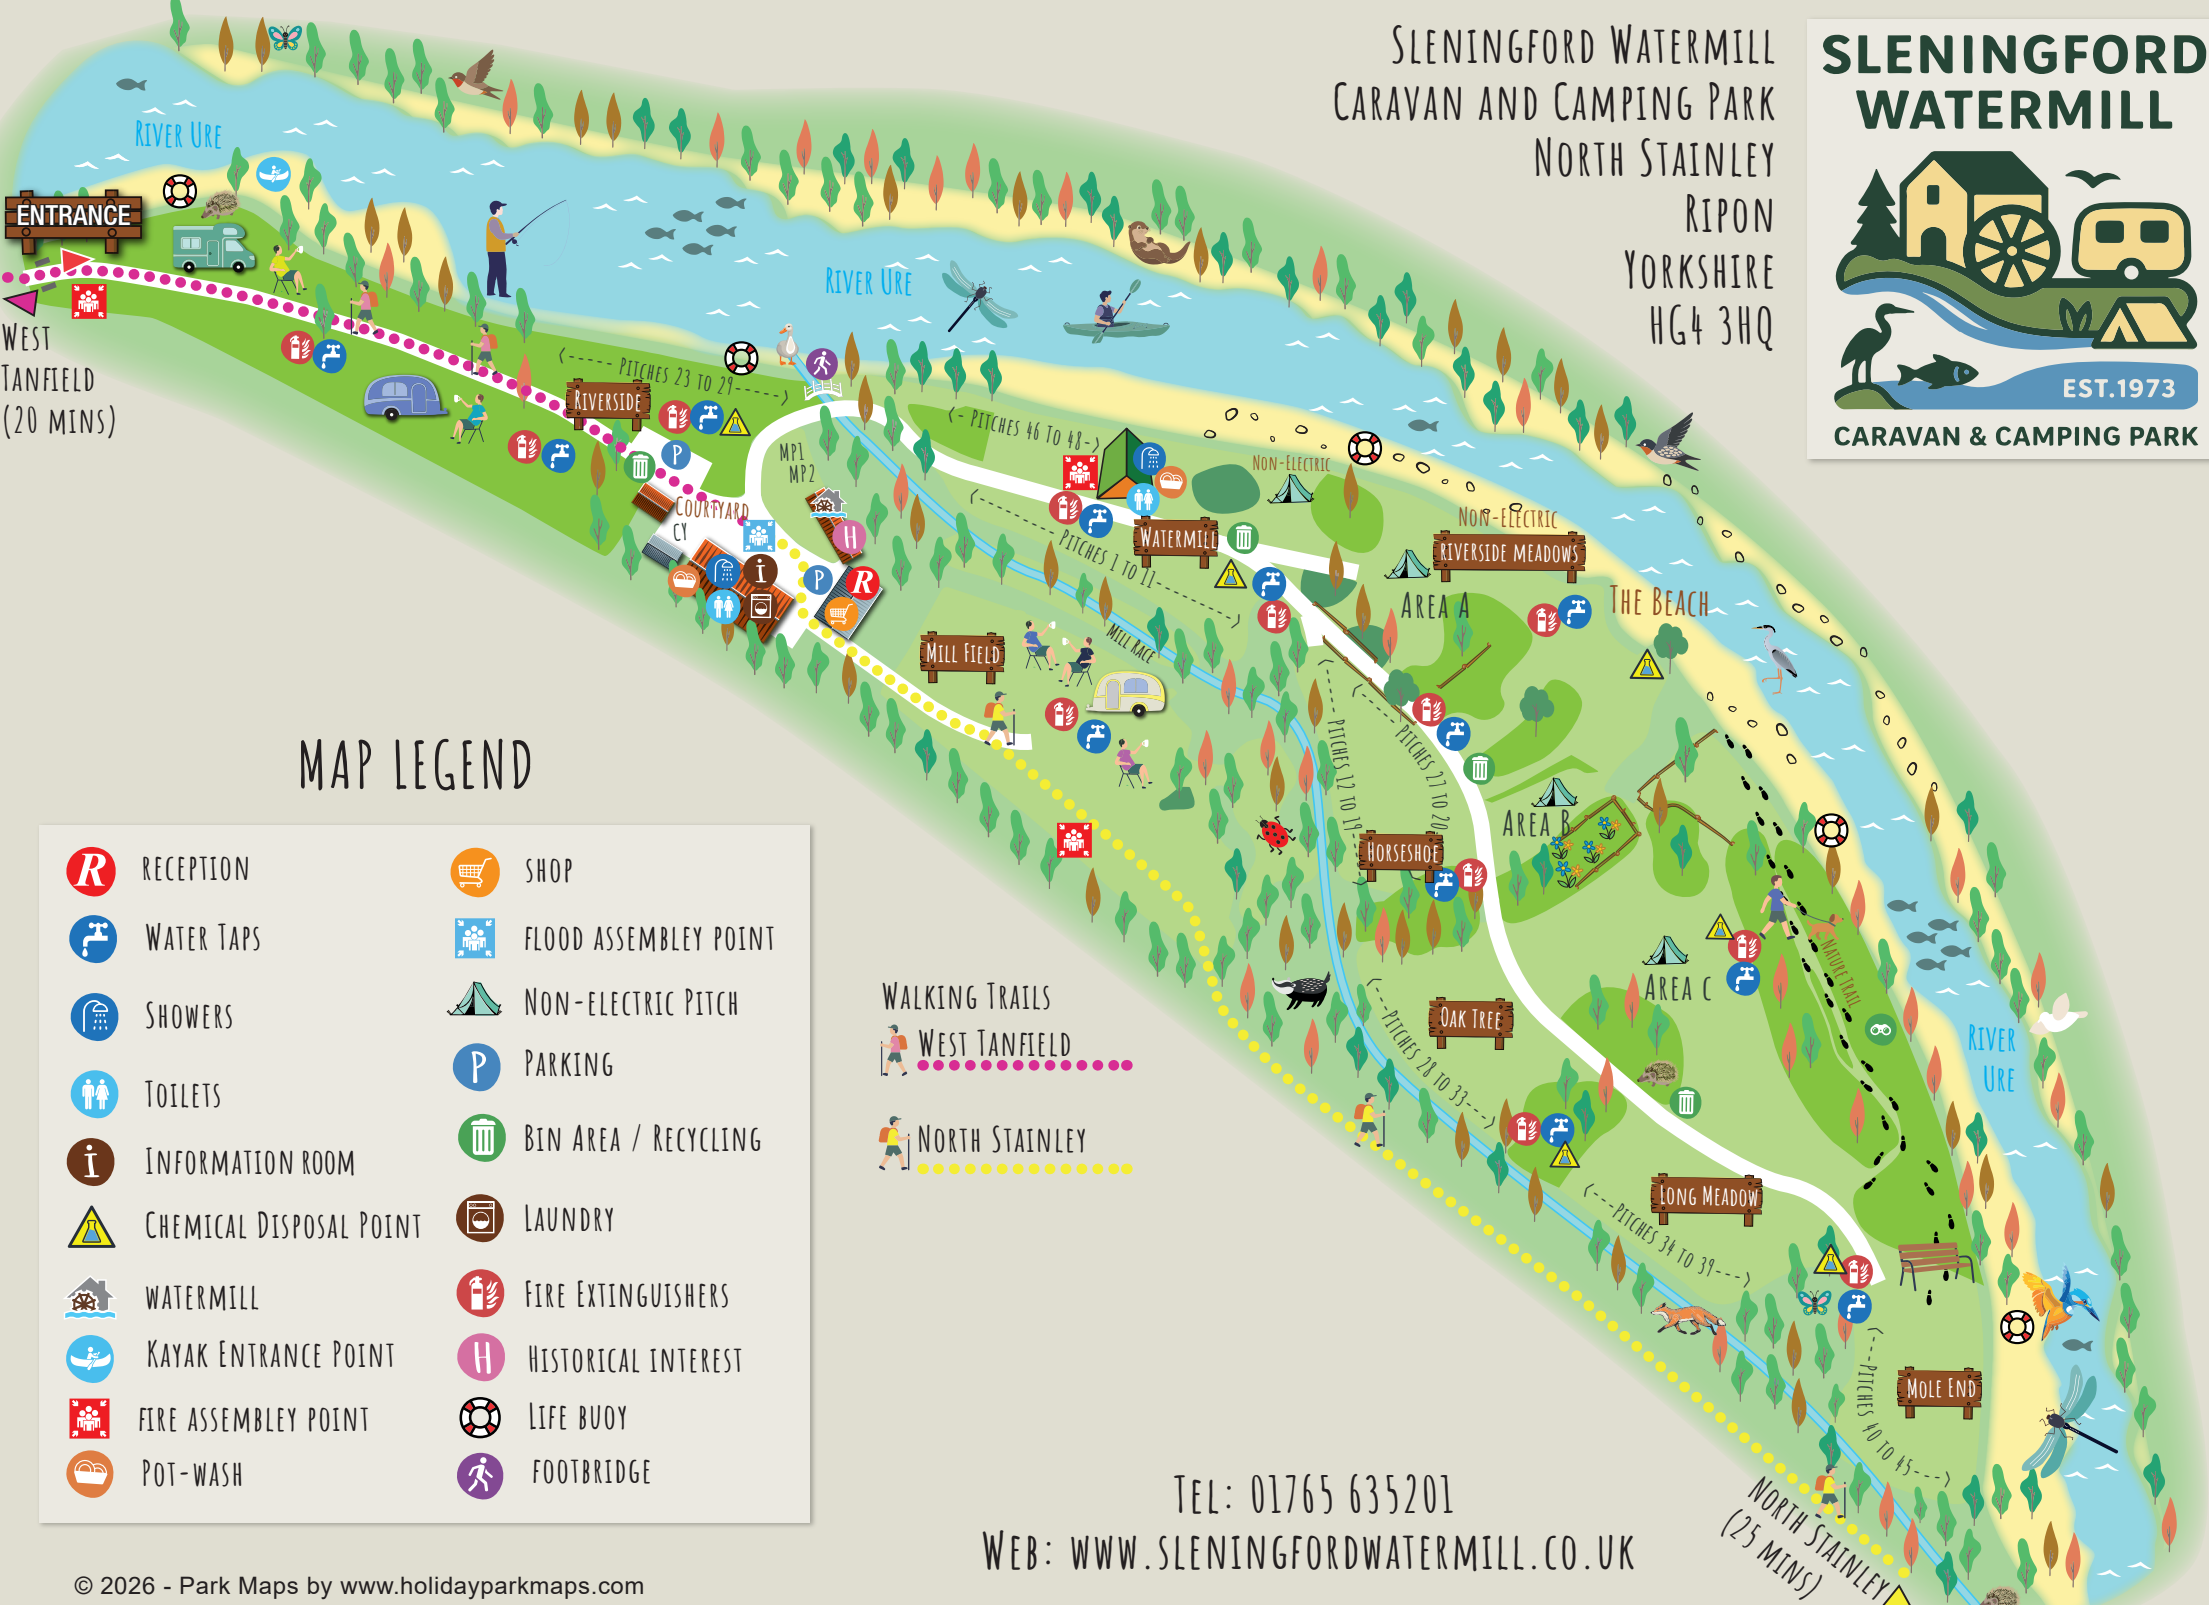 Sleningford Watermill
Caravan and Camping Park
North Stainley
Ripon
Yorkshire
HG4 3HQ
SLENINGFORD
WATERMILL
EST.1973
CARAVAN & CAMPING PARK
River Ure
ENTRANCE
West
Tanfield
(20 mins)
River Ure
<-----Pitches 23 to 29----->
Riverside
P
Courtyard
CY
MP1
MP2
H
i
P
R
<- Pitches 46 to 48->
Non-Electric
Watermill
<---Pitches 1 to 11----->
Non-Electric
Riverside Meadows
Area A
The Beach
Mill Field
Mill Race
Pitches 12 to 19
Pitches 27 to 20
Horseshoe
Area B
Area C
Nature Trail
Oak Tree
<---Pitches 28 to 33--->
River
Ure
Long Meadow
<---Pitches 34 to 39--->
Mole End
<--Pitches 40 to 45--->
North Stainley
(25 mins)
Map Legend
R
Reception
Water Taps
Showers
Toilets
i
Information room
Chemical Disposal Point
watermill
Kayak Entrance Point
fire assembley point
Pot-wash
shop
flood assembley point
Non-electric Pitch
P
Parking
Bin Area / Recycling
Laundry
Fire Extinguishers
H
Historical interest
Life buoy
footbridge
Walking Trails
West Tanfield
North Stainley
Tel: 01765 635201
Web: www.sleningfordwatermill.co.uk
© 2026 - Park Maps by www.holidayparkmaps.com